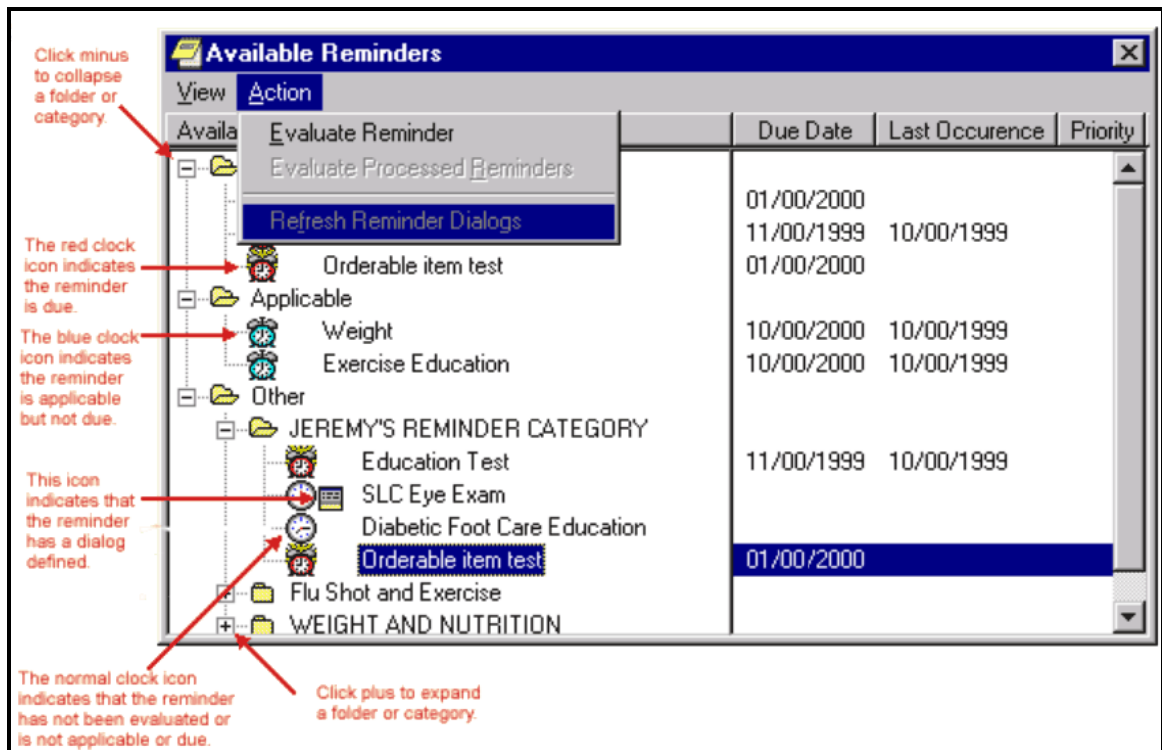 Click minus
to collapse
a folder or
category.
Available Reminders
View Action
Availa Due Date Last Occurence Priority
Evaluate Reminder
Evaluate Processed Reminders
Refresh Reminder Dialogs
01/00/2000
11/00/1999 10/00/1999
The red clock
icon indicates
the reminder
is due.
Orderable item test 01/00/2000
Applicable
The blue clock
icon indicates
the reminder
is applicable
but not due.
Weight 10/00/2000 10/00/1999
Exercise Education 10/00/2000 10/00/1999
Other
JEREMY'S REMINDER CATEGORY
Education Test 11/00/1999 10/00/1999
This icon
indicates that
the reminder
has a dialog
defined.
SLC Eye Exam
Diabetic Foot Care Education
Orderable item test 01/00/2000
Flu Shot and Exercise
WEIGHT AND NUTRITION
The normal clock icon
indicates that the reminder
has not been evaluated or
is not applicable or due.
Click plus to expand
a folder or category.